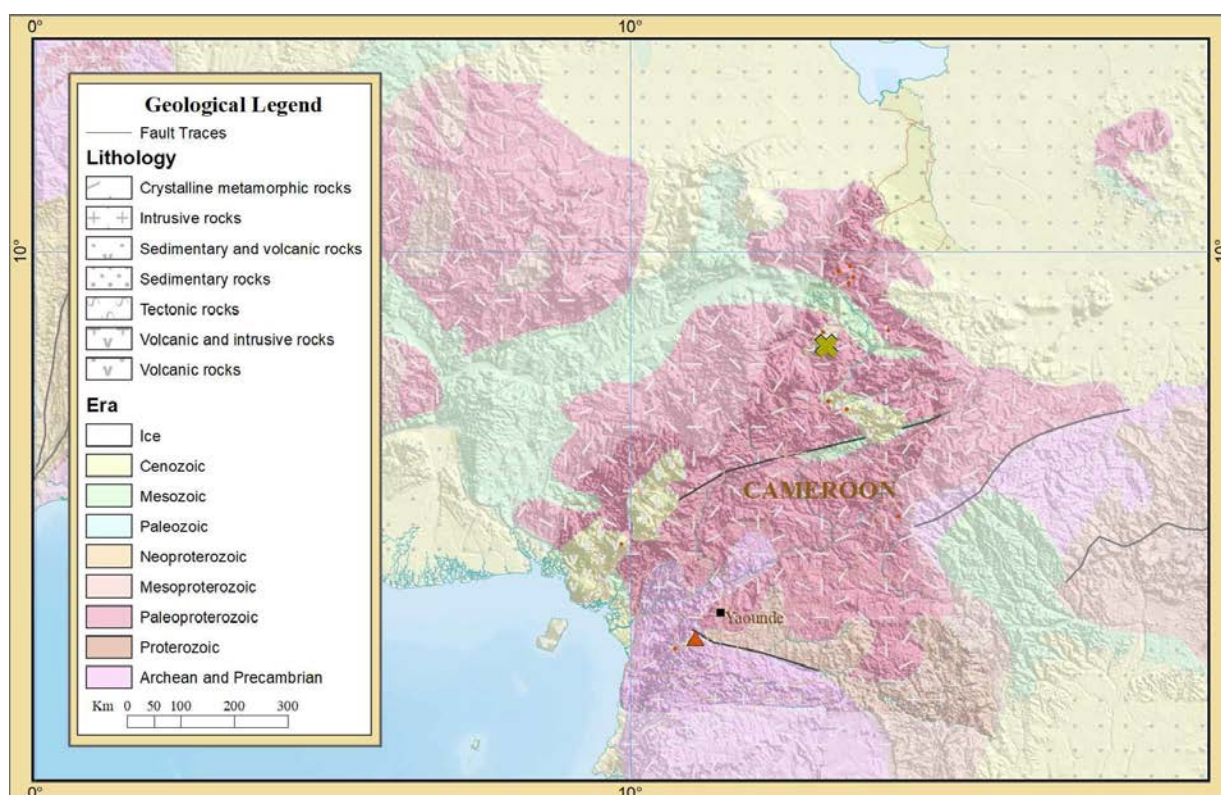 0°
10°
Geological Legend
Fault Traces
Lithology
Crystalline metamorphic rocks
Intrusive rocks
Sedimentary and volcanic rocks
Sedimentary rocks
Tectonic rocks
Volcanic and intrusive rocks
Volcanic rocks
Era
Ice
Cenozoic
Mesozoic
Paleozoic
Neoproterozoic
Mesoproterozoic
Paleoproterozoic
Proterozoic
Archean and Precambrian
Km 0 50 100 200 300
10°
10°
CAMEROON
Yaounde
0°
10°